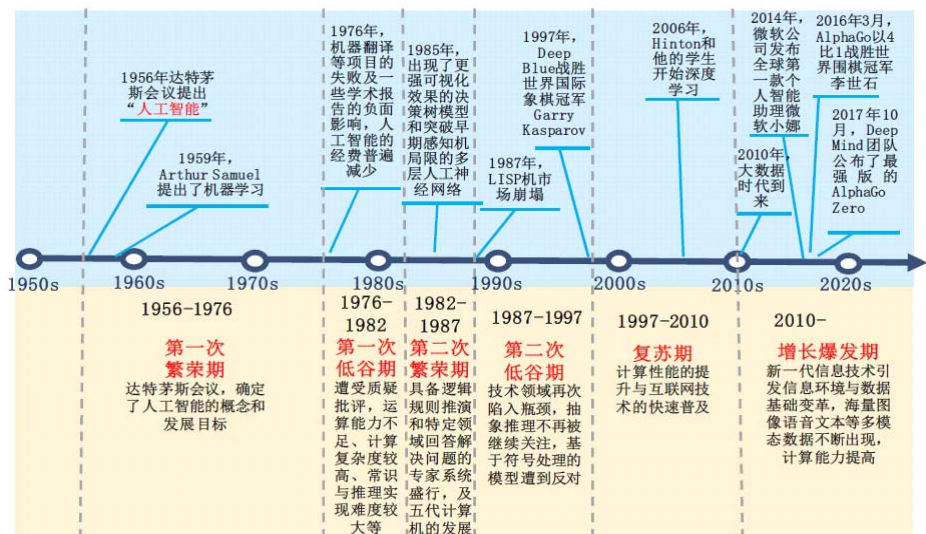 1956年达特茅
斯会议提出
“人工智能”
1959年，
Arthur Samuel
提出了机器学习
1976年，
机器翻译
等项目的
失败及一
些学术报
告的负面
影响，人
工智能的
经费普遍
减少
1985年，
出现了更
强可视化
效果的决
策树模型
和突破早
期感知机
局限的多
层人工神
经网络
1987年，
LISP机市
场崩塌
1997年，
Deep
Blue战胜
世界国际
象棋冠军
Garry
Kasparov
2006年，
Hinton和
他的学生
开始深度
学习
2010年，
大数据
时代到
来
2014年，
微软公
司发布
全球第
一款个
人智能
助理微
软小娜
2016年3月，
AlphaGo以4
比1战胜世
界围棋冠军
李世石
2017年10
月，Deep
Mind团队
公布了最
强版的
AlphaGo
Zero
1950s
1960s
1970s
1980s
1990s
2000s
2010s
2020s
1956-1976
第一次
繁荣期
达特茅斯会议，确定
了人工智能的概念和
发展目标
1976-
1982
第一次
低谷期
遭受质疑
批评，运
算能力不
足、计算
复杂度较
高、常识
与推理实
现难度较
大等
1982-
1987
第二次
繁荣期
具备逻辑
规则推演
和特定领
域回答解
决问题的
专家系统
盛行，及
五代计算
机的发展
1987-1997
第二次
低谷期
技术领域再次
陷入瓶颈，抽
象推理不再被
继续关注，基
于符号处理的
模型遭到反对
1997-2010
复苏期
计算性能的提
升与互联网技
术的快速普及
2010-
增长爆发期
新一代信息技术引
发信息环境与数据
基础变革，海量图
像语音文本等多模
态数据不断出现，
计算能力提高